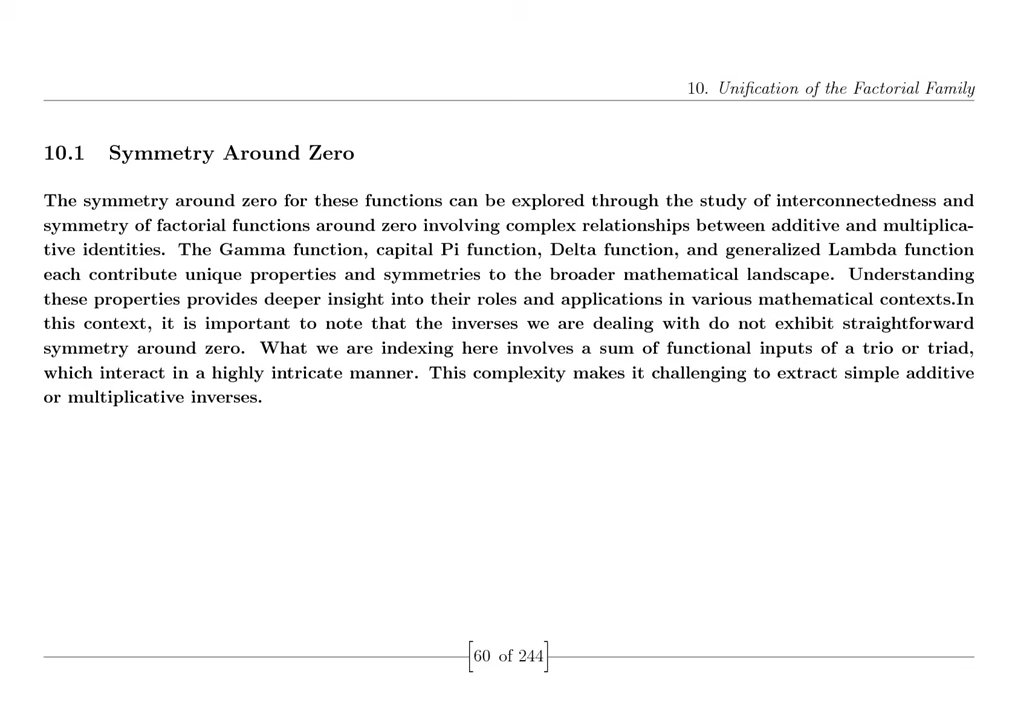 10. Unification of the Factorial Family
10.1 Symmetry Around Zero
The symmetry around zero for these functions can be explored through the study of interconnectedness and
symmetry of factorial functions around zero involving complex relationships between additive and multiplica-
tive identities. The Gamma function, capital Pi function, Delta function, and generalized Lambda function
each contribute unique properties and symmetries to the broader mathematical landscape. Understanding
these properties provides deeper insight into their roles and applications in various mathematical contexts.In
this context, it is important to note that the inverses we are dealing with do not exhibit straightforward
symmetry around zero. What we are indexing here involves a sum of functional inputs of a trio or triad,
which interact in a highly intricate manner. This complexity makes it challenging to extract simple additive
or multiplicative inverses.
[60 of 244]